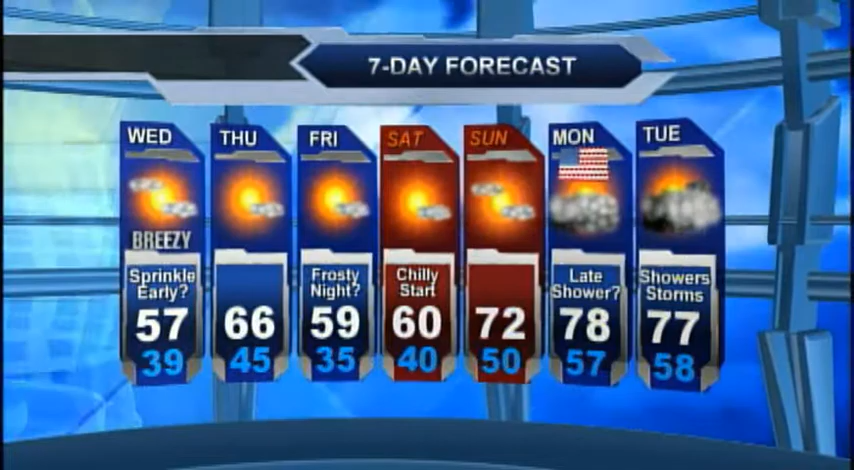 7-DAY FORECAST
WED
THU
FRI
SAT
SUN
MON
TUE
BREEZY
Sprinkle
Early?
57
39
66
45
Frosty
Night?
59
35
Chilly
Start
60
40
72
50
Late
Shower?
78
57
Showers
Storms
77
58